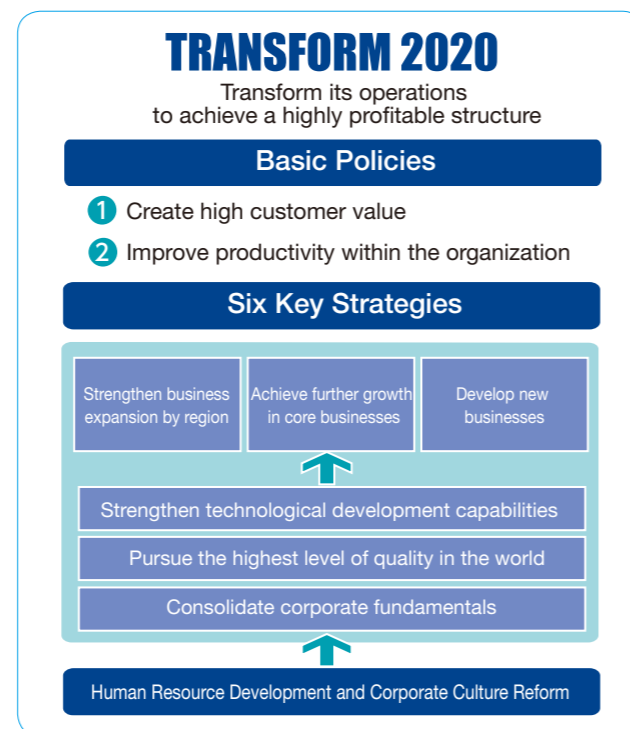 TRANSFORM 2020
Transform its operations
to achieve a highly profitable structure
Basic Policies
1 Create high customer value
2 Improve productivity within the organization
Six Key Strategies
Strengthen business
expansion by region
Achieve further growth
in core businesses
Develop new
businesses
Strengthen technological development capabilities
Pursue the highest level of quality in the world
Consolidate corporate fundamentals
Human Resource Development and Corporate Culture Reform